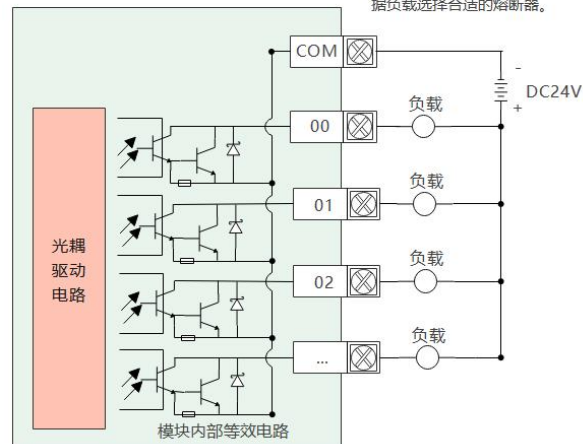 据负载选择合适的熔断器。
COM
-
DC24V
+
负载
00
负载
01
光耦
驱动
电路
负载
02
负载
...
模块内部等效电路